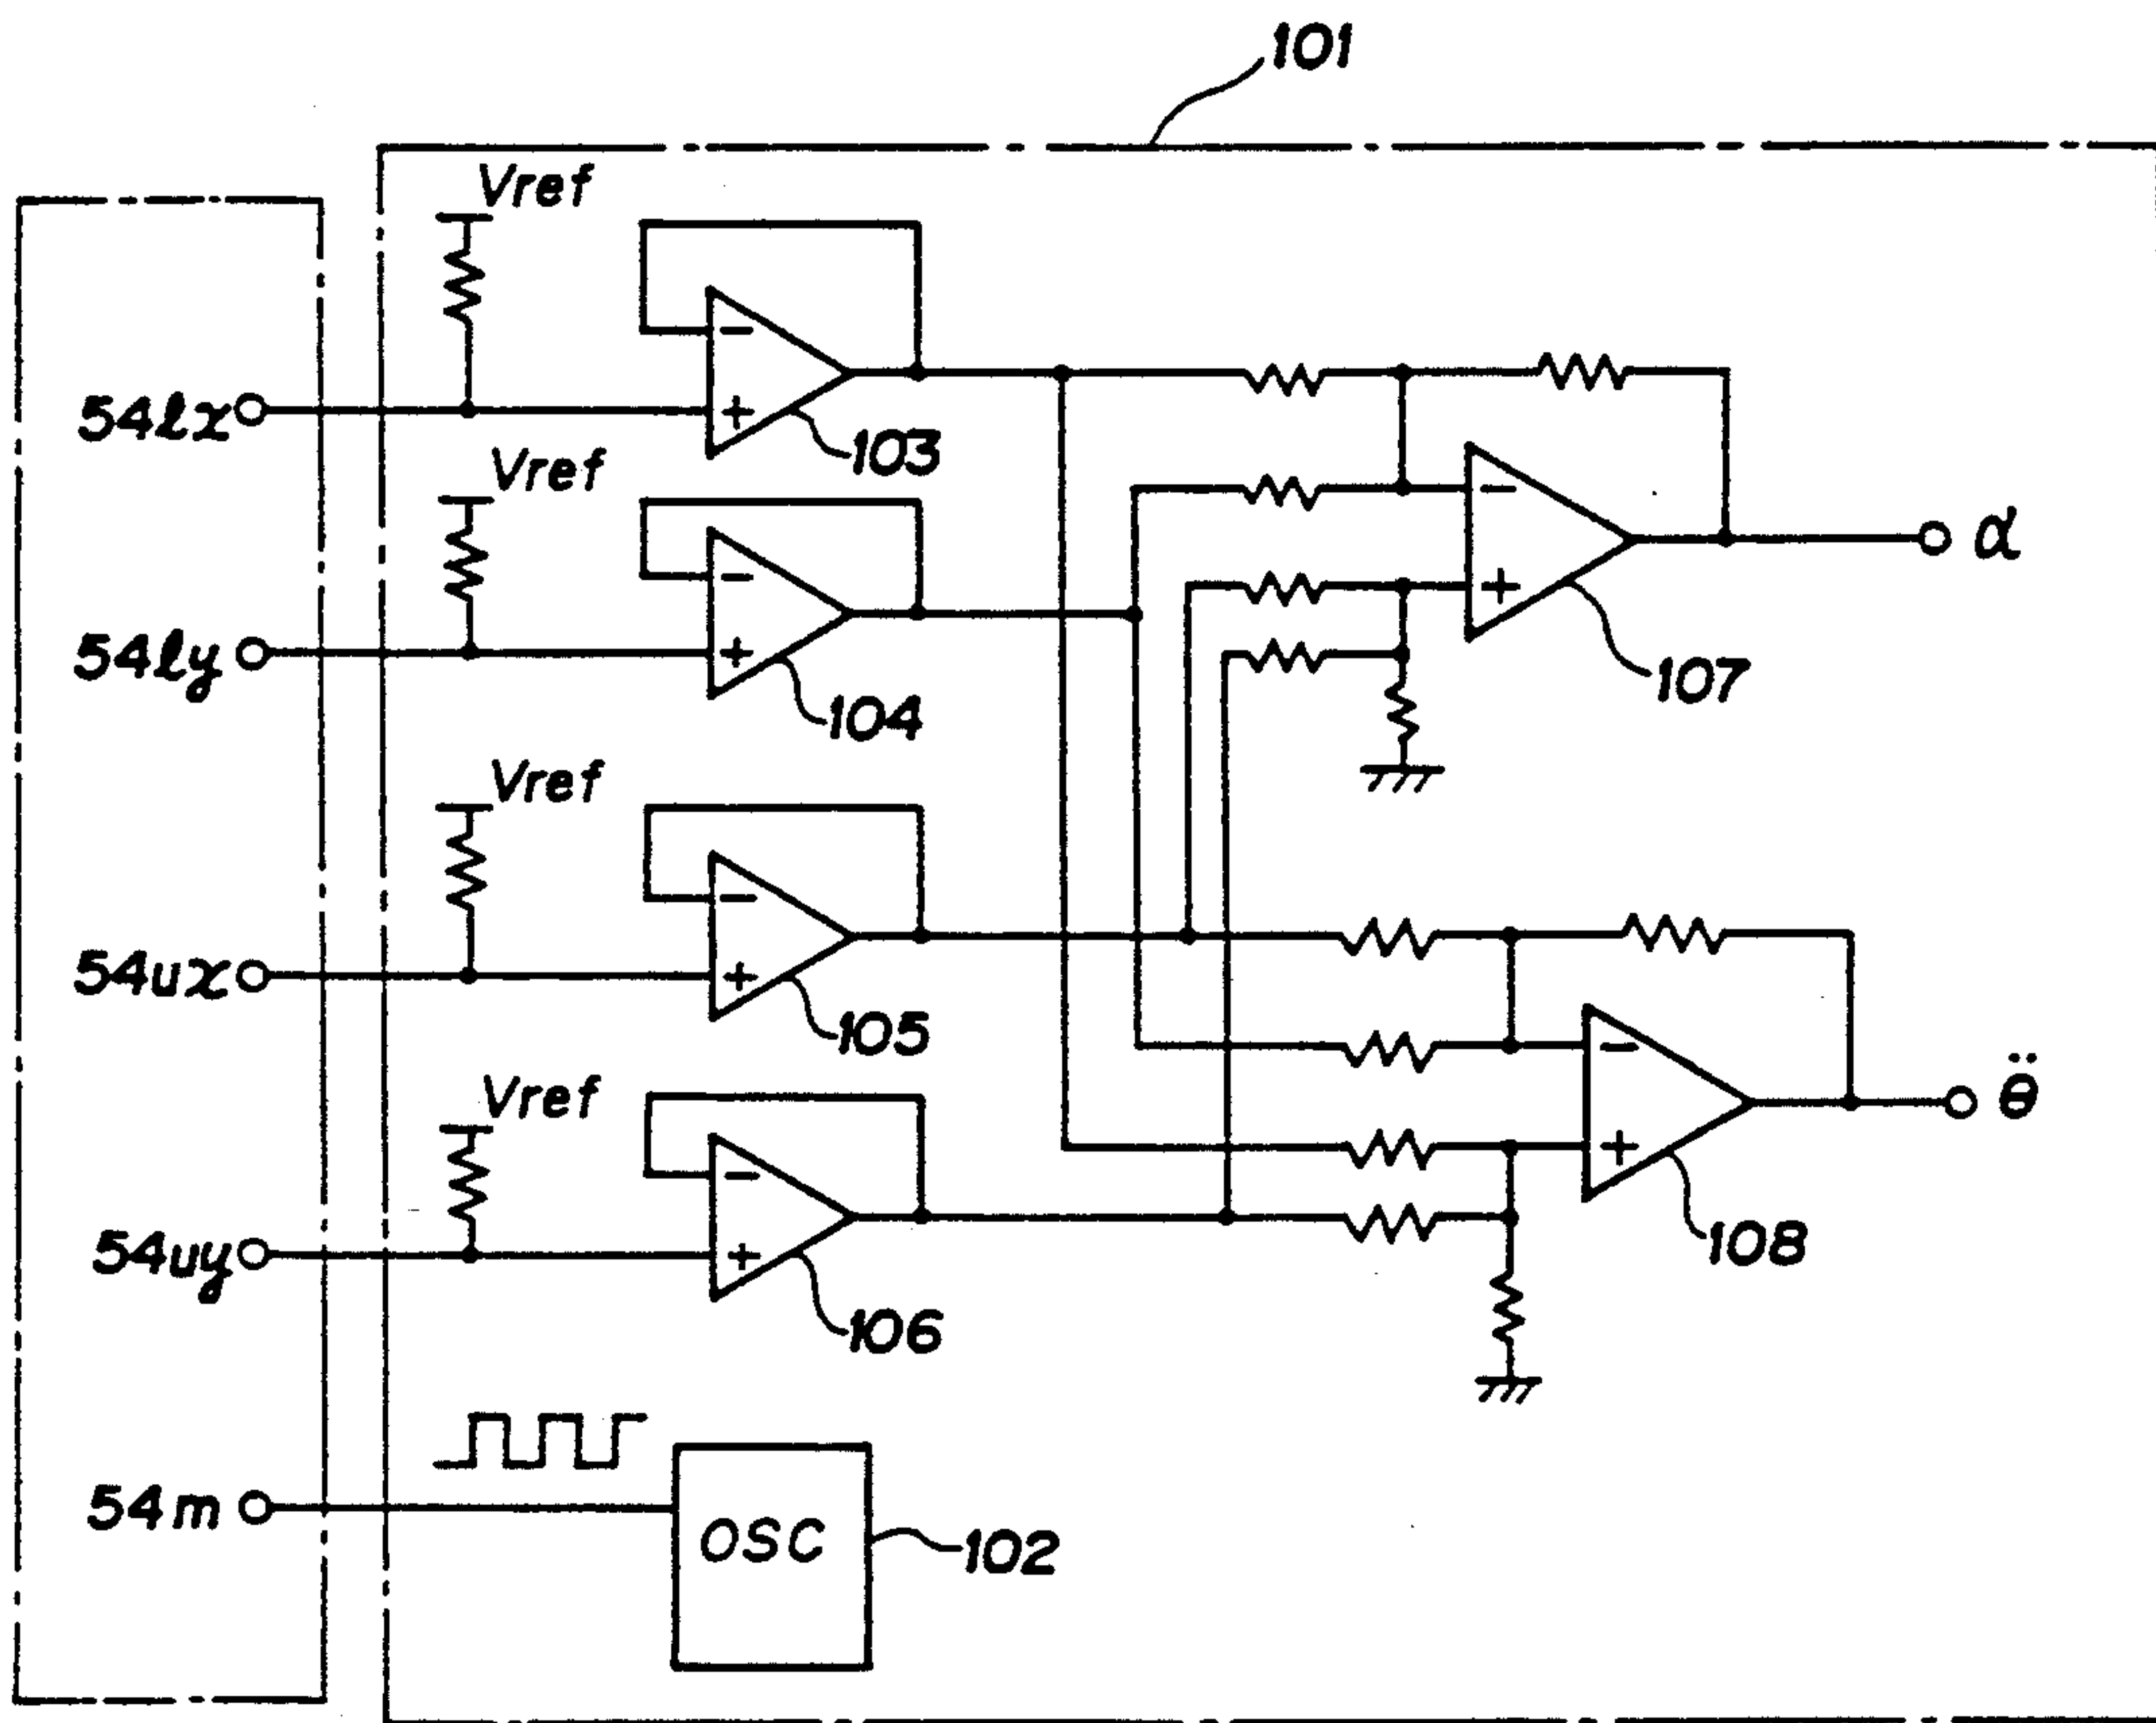 101
Vref
54lx
103
Vref
α
54ly
107
104
Vref
54ux
105
θ̈
Vref
108
54uy
106
54m
OSC
102